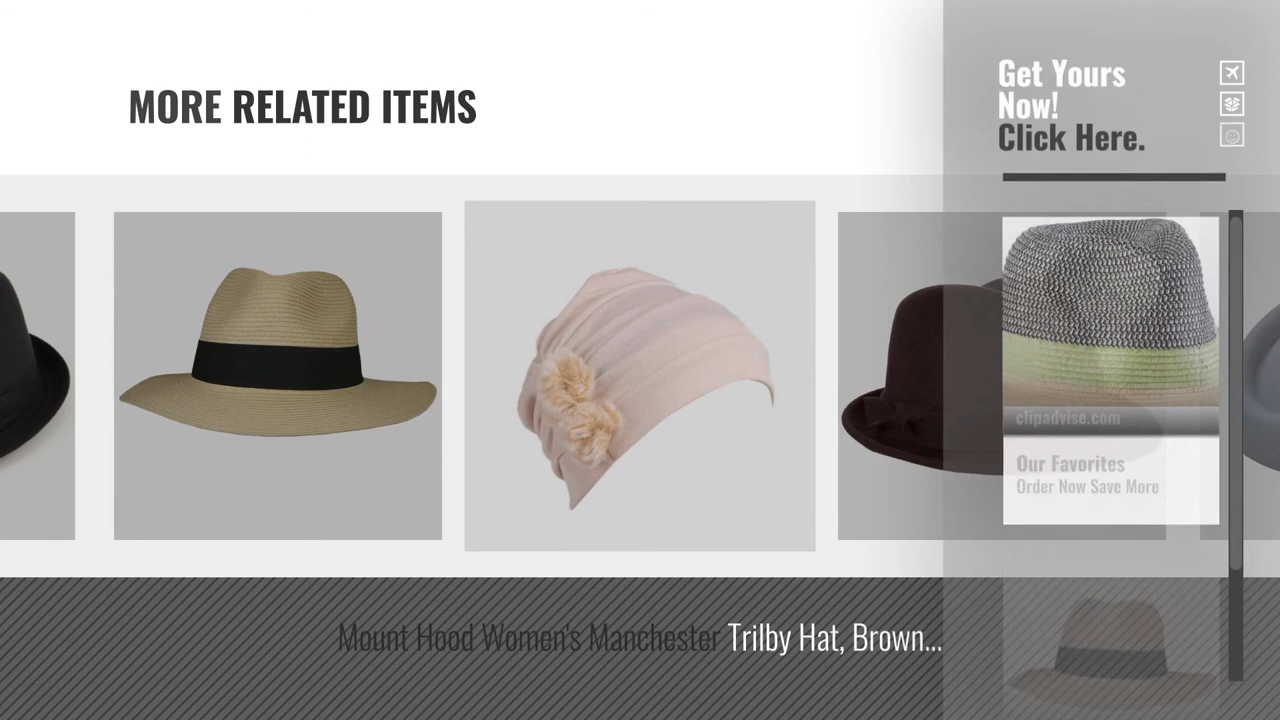 MORE RELATED ITEMS
Get Yours
Now!
Click Here.
clipadvise.com
Our Favorites
Order Now Save More
Mount Hood Women's Manchester Trilby Hat, Brown...